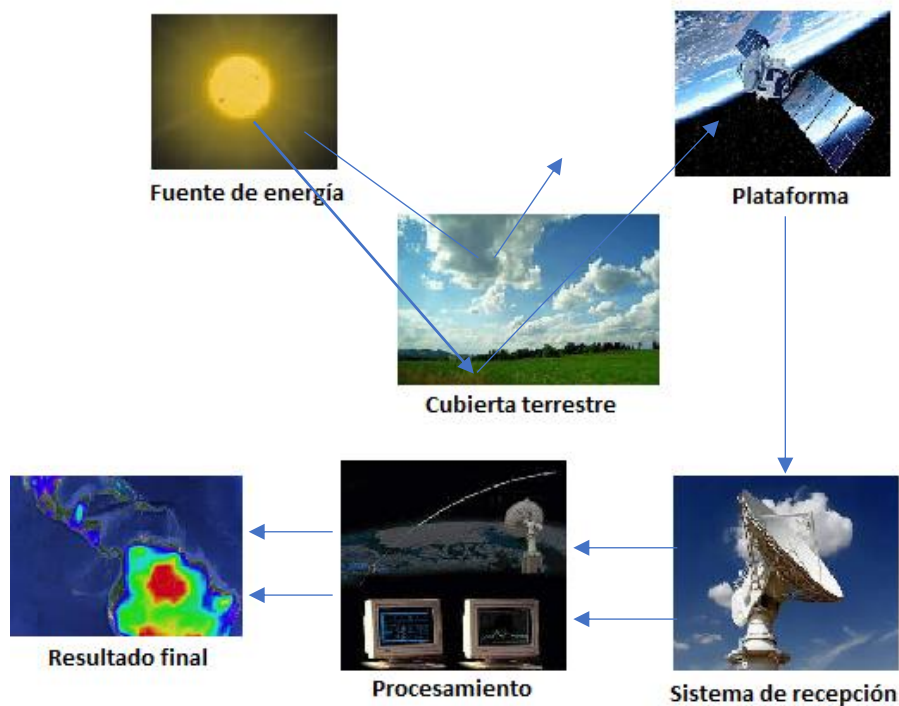 Fuente de energía
Plataforma
Cubierta terrestre
Resultado final
Procesamiento
Sistema de recepción